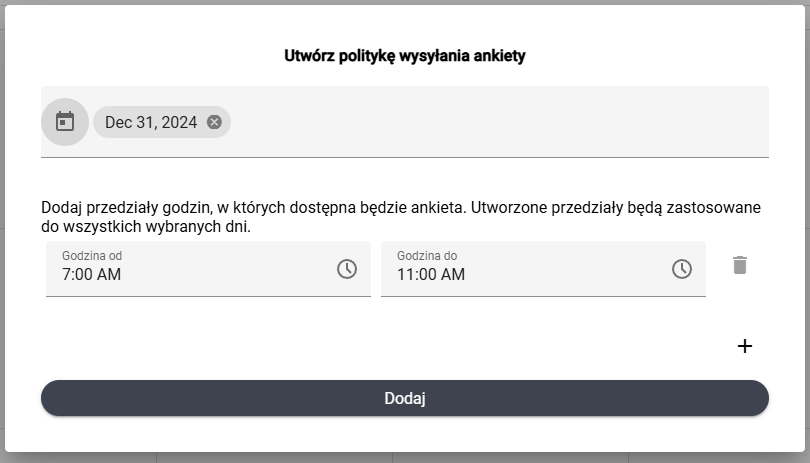 Utwórz politykę wysyłania ankiety
Dec 31, 2024
Dodaj przedziały godzin, w których dostępna będzie ankieta. Utworzone przedziały będą zastosowane
do wszystkich wybranych dni.
Godzina od
7:00 AM
Godzina do
11:00 AM
Dodaj